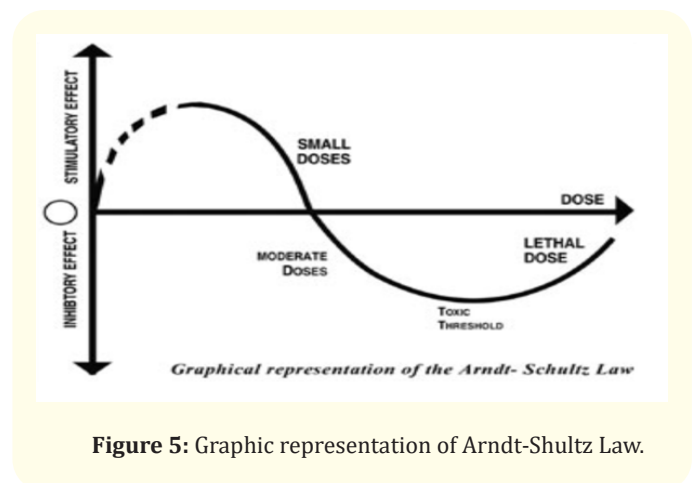 STIMULATORY EFFECT
SMALL
DOSES
DOSE
INHIBTORY EFFECT
MODERATE
DOSES
LETHAL
DOSE
TOXIC
THRESHOLD
Graphical representation of the Arndt- Schultz Law
Figure 5: Graphic representation of Arndt-Shultz Law.